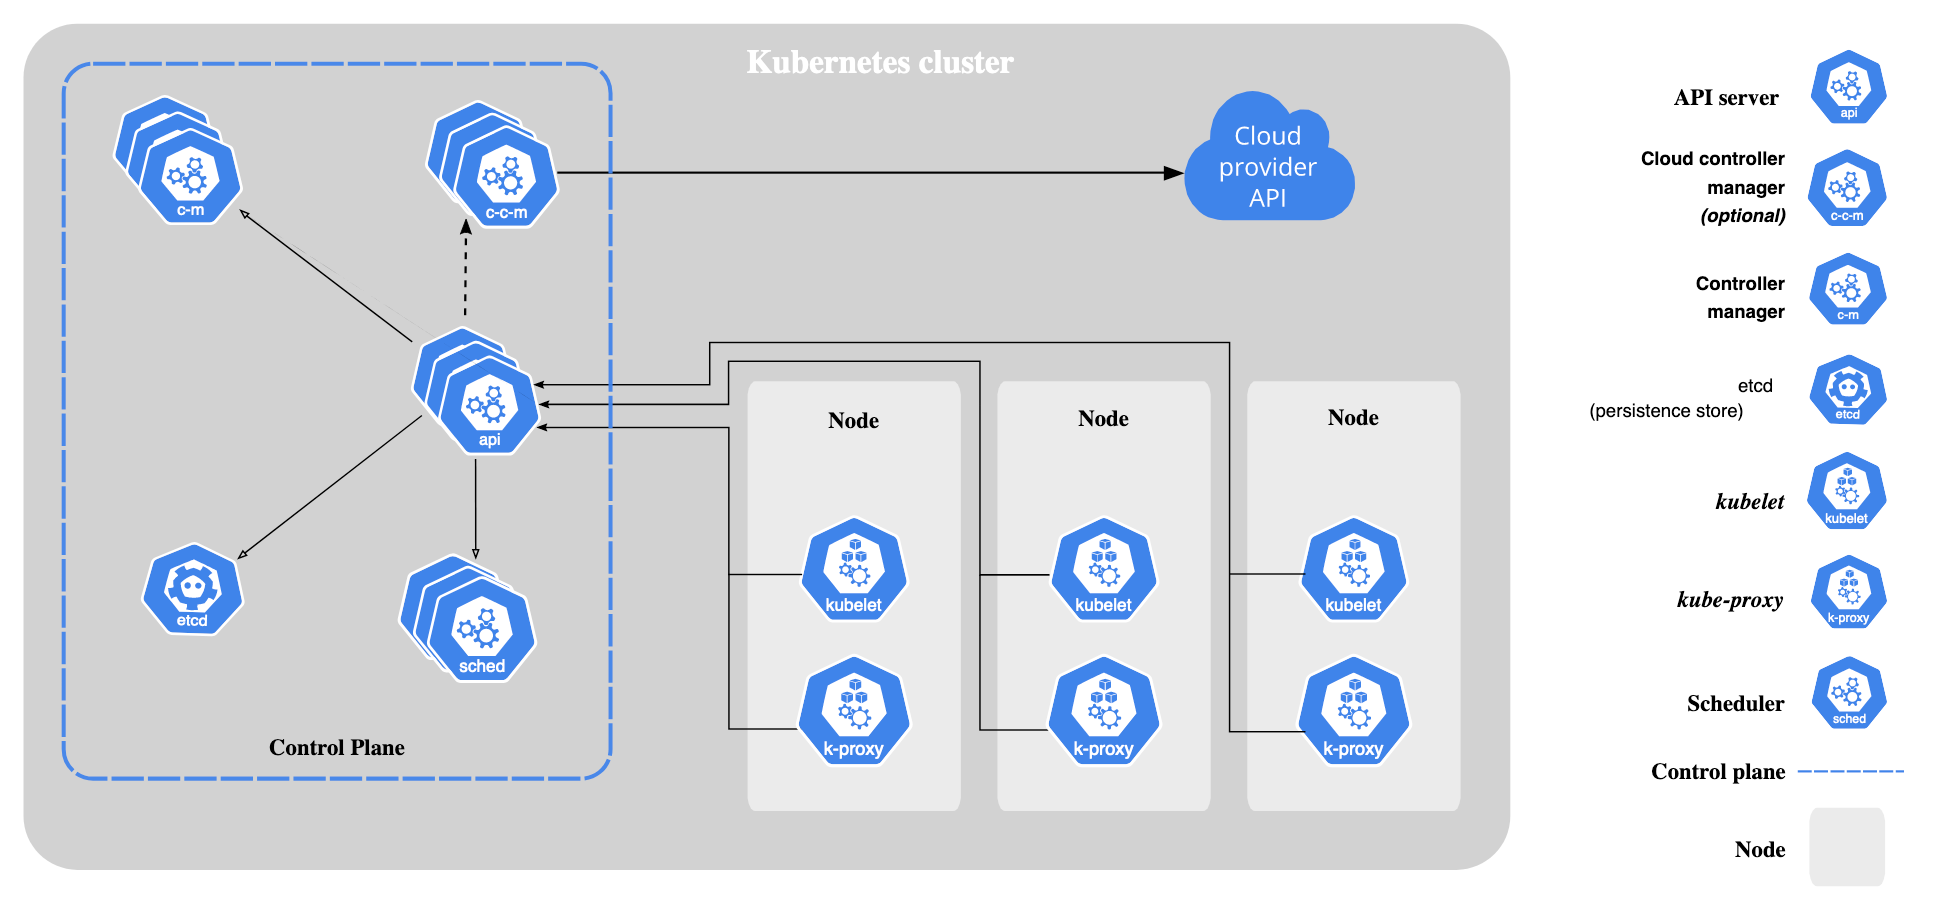 Kubernetes cluster
c-m
c-c-m
Cloud
provider
API
api
etcd
sched
Control Plane
Node
kubelet
k-proxy
Node
kubelet
k-proxy
Node
kubelet
k-proxy
API server
api
Cloud controller
manager
(optional)
c-c-m
Controller
manager
c-m
etcd
(persistence store)
etcd
kubelet
kubelet
kube-proxy
k-proxy
Scheduler
sched
Control plane
Node